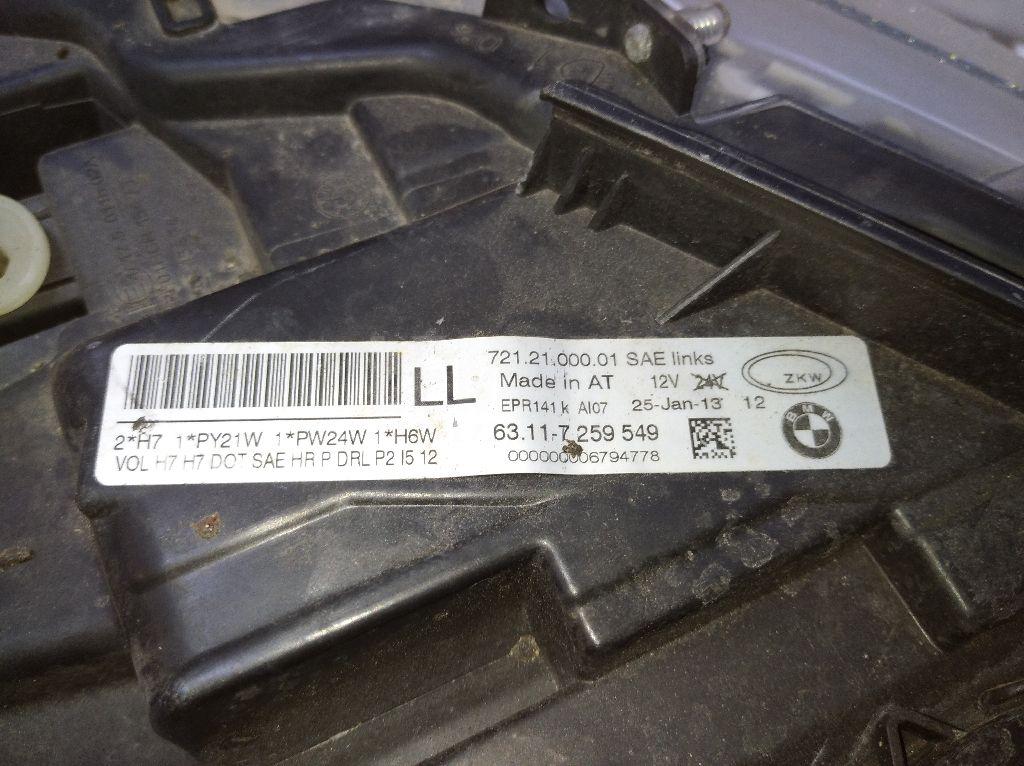 721.21.000.01 SAE links
LL
Made in AT 12V 24V
ZKW
EPR141 k AI07 25-Jan-13 12
2*H7 1*PY21W 1*PW24W 1*H6W
63.11-7 259 549
BMW
VOL H7 H7 DOT SAE HR P DRL P2 I5 12
000000006794778